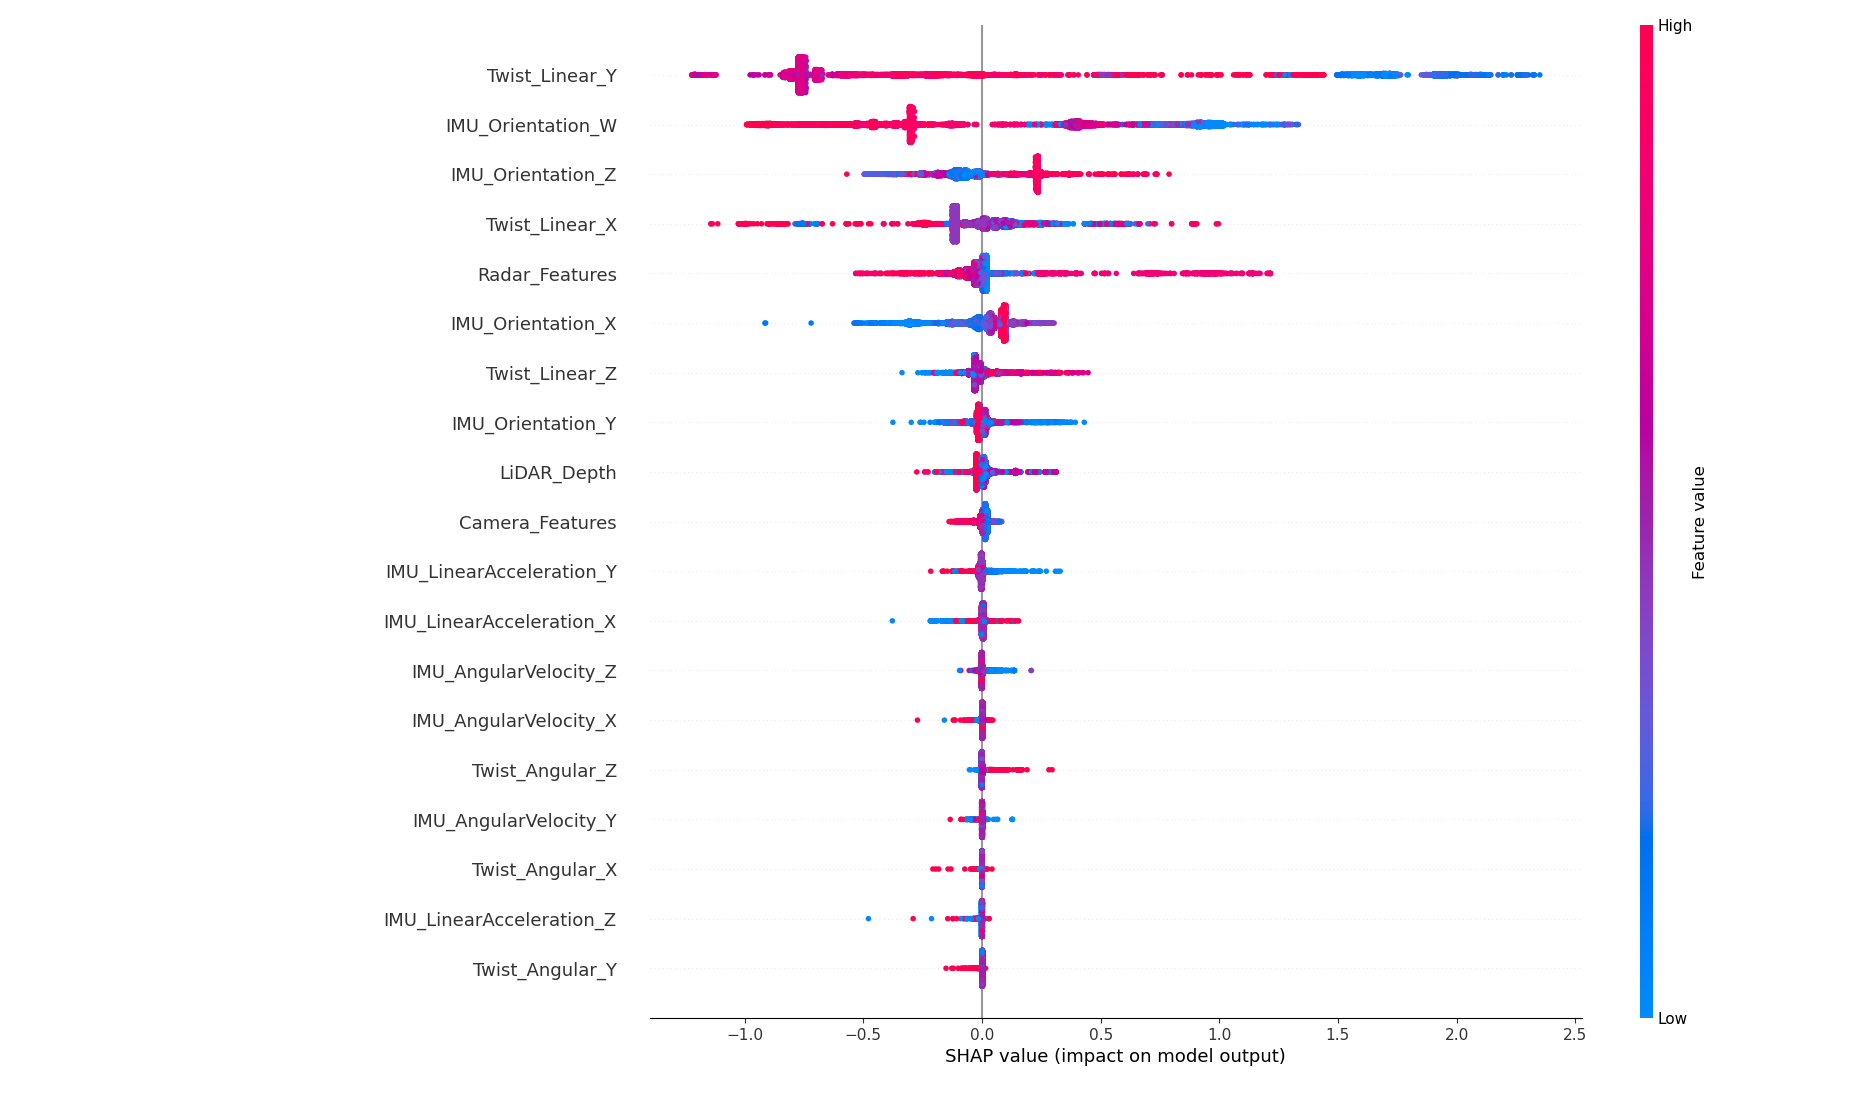 High
Twist_Linear_Y
IMU_Orientation_W
IMU_Orientation_Z
Twist_Linear_X
Radar_Features
IMU_Orientation_X
Twist_Linear_Z
IMU_Orientation_Y
LiDAR_Depth
Camera_Features
IMU_LinearAcceleration_Y
IMU_LinearAcceleration_X
IMU_AngularVelocity_Z
IMU_AngularVelocity_X
Twist_Angular_Z
IMU_AngularVelocity_Y
Twist_Angular_X
IMU_LinearAcceleration_Z
Twist_Angular_Y
Feature value
Low
−1.0 −0.5 0.0 0.5 1.0 1.5 2.0 2.5
SHAP value (impact on model output)